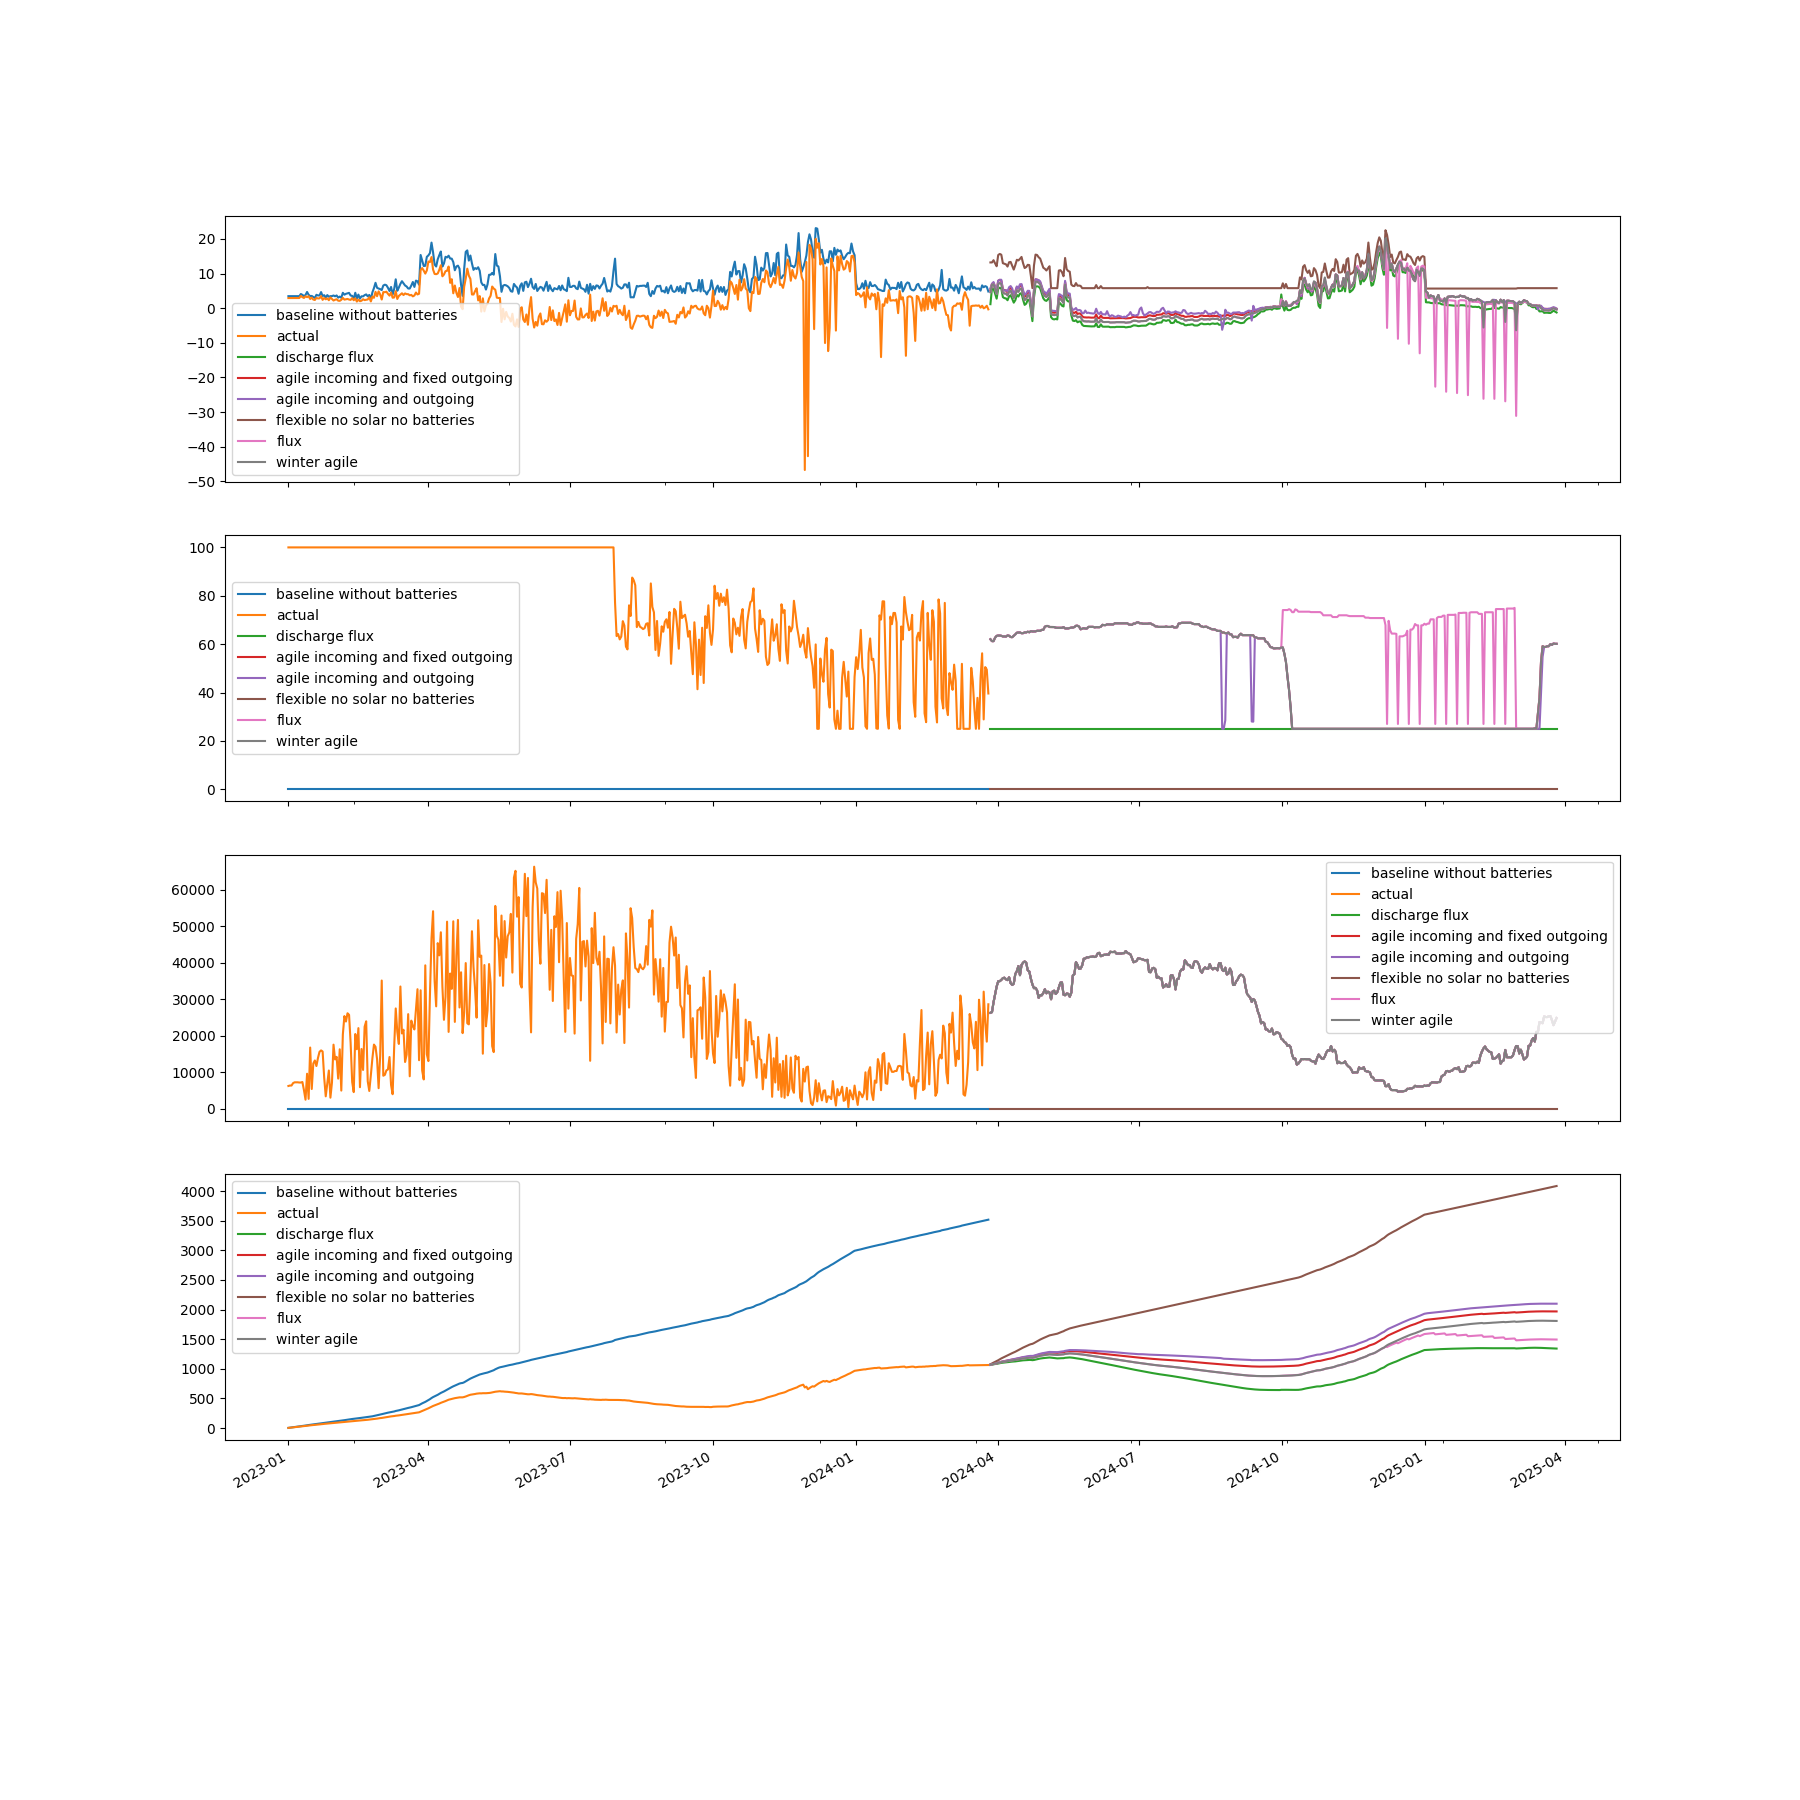 20
10
0
−10
−20
−30
−40
−50
baseline without batteries
actual
discharge flux
agile incoming and fixed outgoing
agile incoming and outgoing
flexible no solar no batteries
flux
winter agile
100
80
60
40
20
0
baseline without batteries
actual
discharge flux
agile incoming and fixed outgoing
agile incoming and outgoing
flexible no solar no batteries
flux
winter agile
60000
50000
40000
30000
20000
10000
0
baseline without batteries
actual
discharge flux
agile incoming and fixed outgoing
agile incoming and outgoing
flexible no solar no batteries
flux
winter agile
4000
3500
3000
2500
2000
1500
1000
500
0
baseline without batteries
actual
discharge flux
agile incoming and fixed outgoing
agile incoming and outgoing
flexible no solar no batteries
flux
winter agile
2023-01
2023-04
2023-07
2023-10
2024-01
2024-04
2024-07
2024-10
2025-01
2025-04